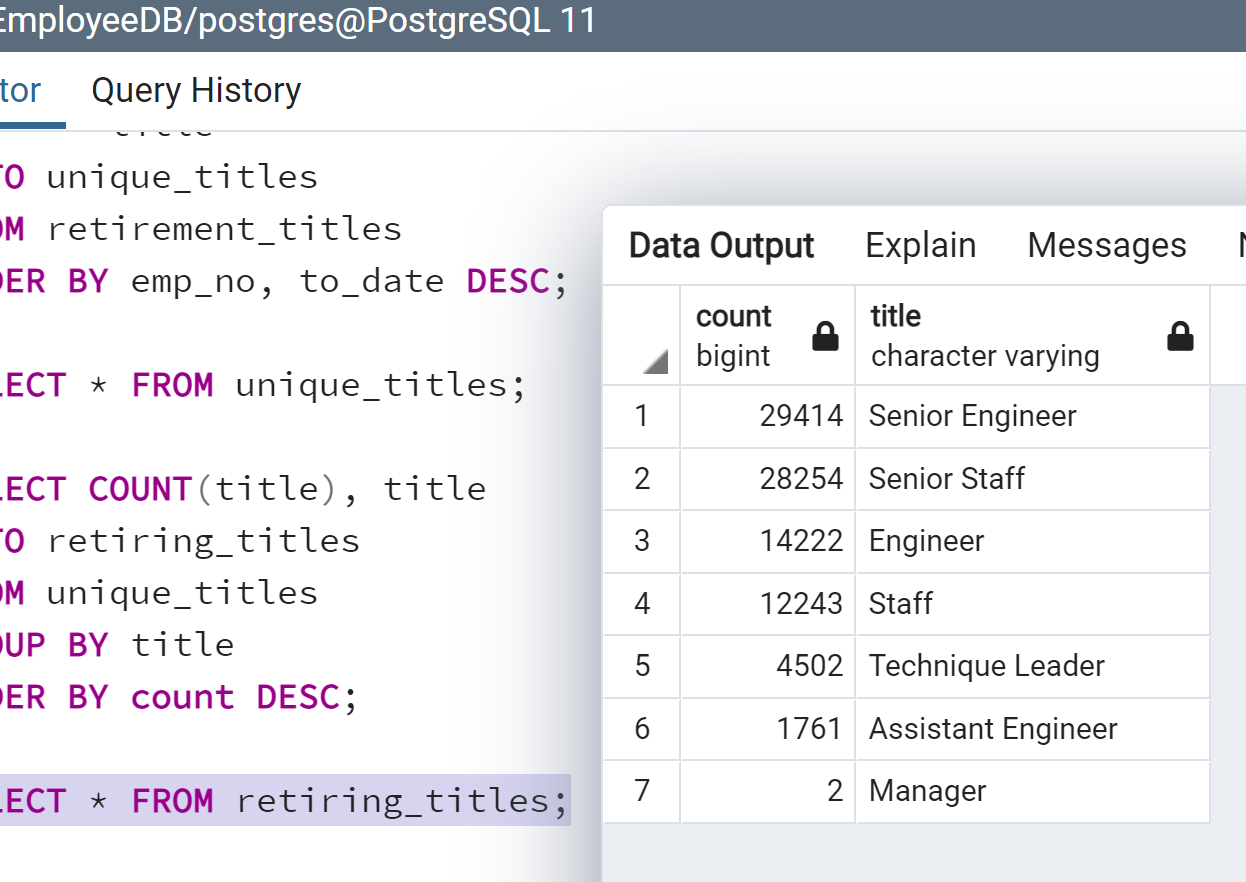 EmployeeDB/postgres@PostgreSQL 11
tor Query History
title
TO unique_titles
OM retirement_titles
DER BY emp_no, to_date DESC;
LECT * FROM unique_titles;
LECT COUNT(title), title
TO retiring_titles
OM unique_titles
OUP BY title
DER BY count DESC;
LECT * FROM retiring_titles;
Data Output Explain Messages
count title
bigint character varying
1 29414 Senior Engineer
2 28254 Senior Staff
3 14222 Engineer
4 12243 Staff
5 4502 Technique Leader
6 1761 Assistant Engineer
7 2 Manager